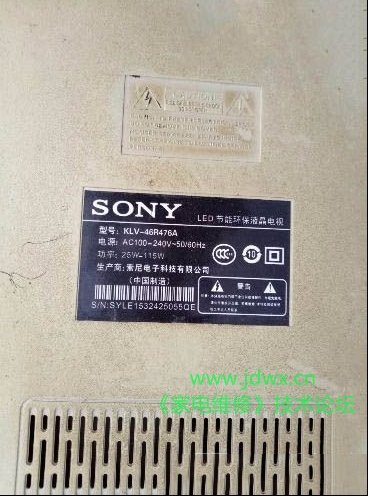 CAUTION
SONY
LED 节能环保液晶电视
型号: KLV-46R476A
电源: AC100-240V~50/60Hz
功率: 25W-115W
生产商: 索尼电子科技有限公司
(中国制造)
10
警告
S/N:SYLE1532425055QE
www.jdwx.cn
《家电维修》技术论坛